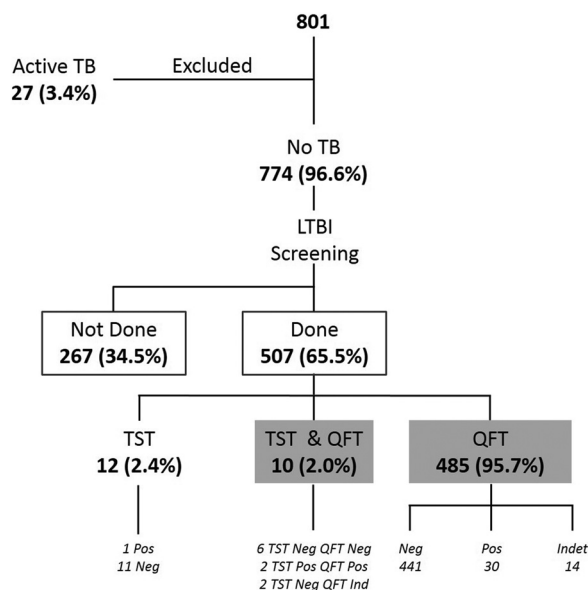 801
Active TB
27 (3.4%)
Excluded
No TB
774 (96.6%)
LTBI
Screening
Not Done
267 (34.5%)
Done
507 (65.5%)
TST
12 (2.4%)
TST & QFT
10 (2.0%)
QFT
485 (95.7%)
1 Pos
11 Neg
6 TST Neg QFT Neg
2 TST Pos QFT Pos
2 TST Neg QFT Ind
Neg
441
Pos
30
Indet
14